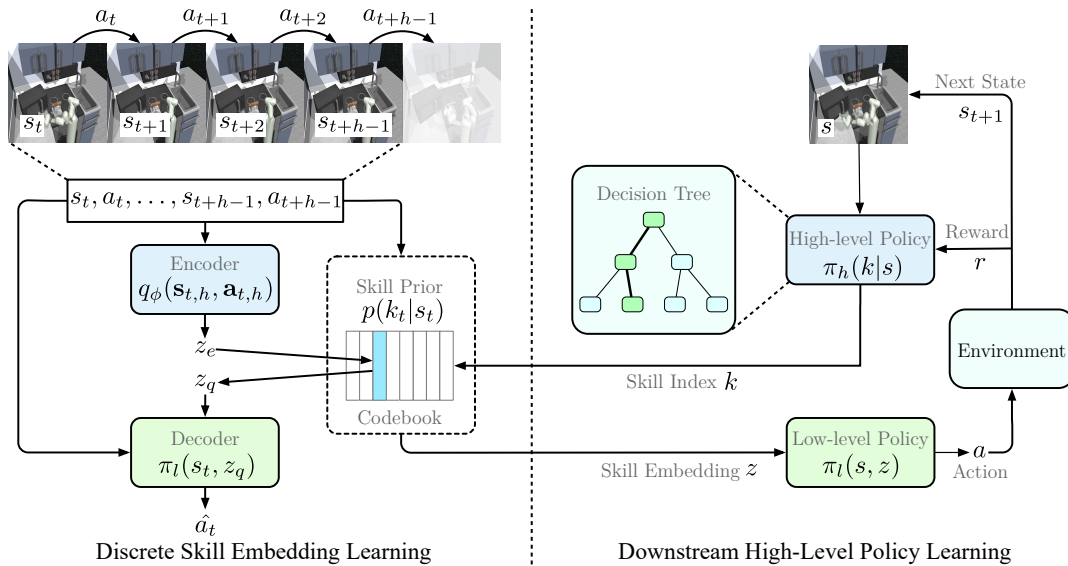 a_t a_{t+1} a_{t+2} a_{t+h-1}
s_t s_{t+1} s_{t+2} s_{t+h-1}
s_t, a_t, . . . , s_{t+h-1}, a_{t+h-1}
Encoder
q_ϕ(𝐬_{t,h}, 𝐚_{t,h})
z_e
z_q
Skill Prior
p(k_t|s_t)
Codebook
Decoder
π_l(s_t, z_q)
â_t
Discrete Skill Embedding Learning
s
Next State
s_{t+1}
Decision Tree
High-level Policy
π_h(k|s)
Reward
r
Environment
Skill Index k
Skill Embedding z
Low-level Policy
π_l(s, z)
a
Action
Downstream High-Level Policy Learning